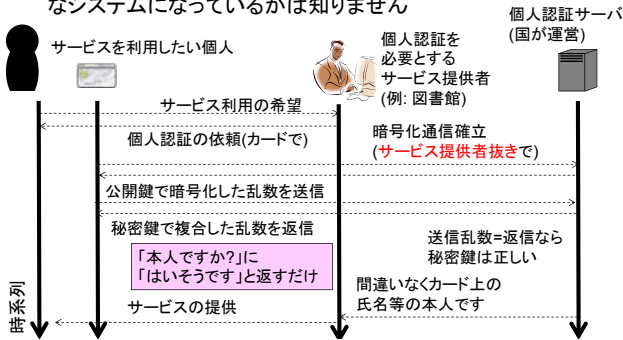 なシステムになっているかは知りません
個人認証サーバ
(国が運営)
サービスを利用したい個人
個人認証を
必要とする
サービス提供者
(例: 図書館)
サービス利用の希望
個人認証の依頼(カードで)
暗号化通信確立
(サービス提供者抜きで)
公開鍵で暗号化した乱数を送信
秘密鍵で複合した乱数を返信
送信乱数=返信なら
秘密鍵は正しい
「本人ですか?」に
「はいそうです」と返すだけ
間違いなくカード上の
氏名等の本人です
サービスの提供
時系列